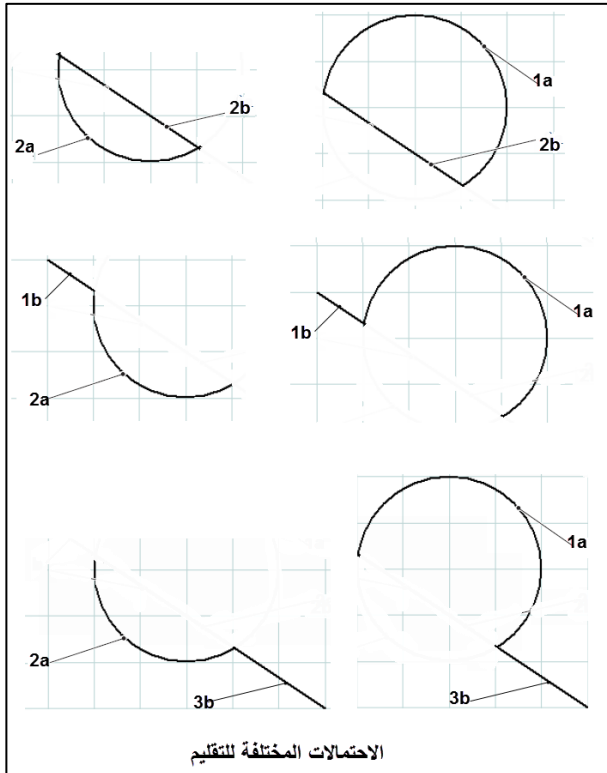 2a
2b
1a
2b
1b
2a
1b
1a
2a
3b
1a
3b
الاحتمالات المختلفة للتقليم